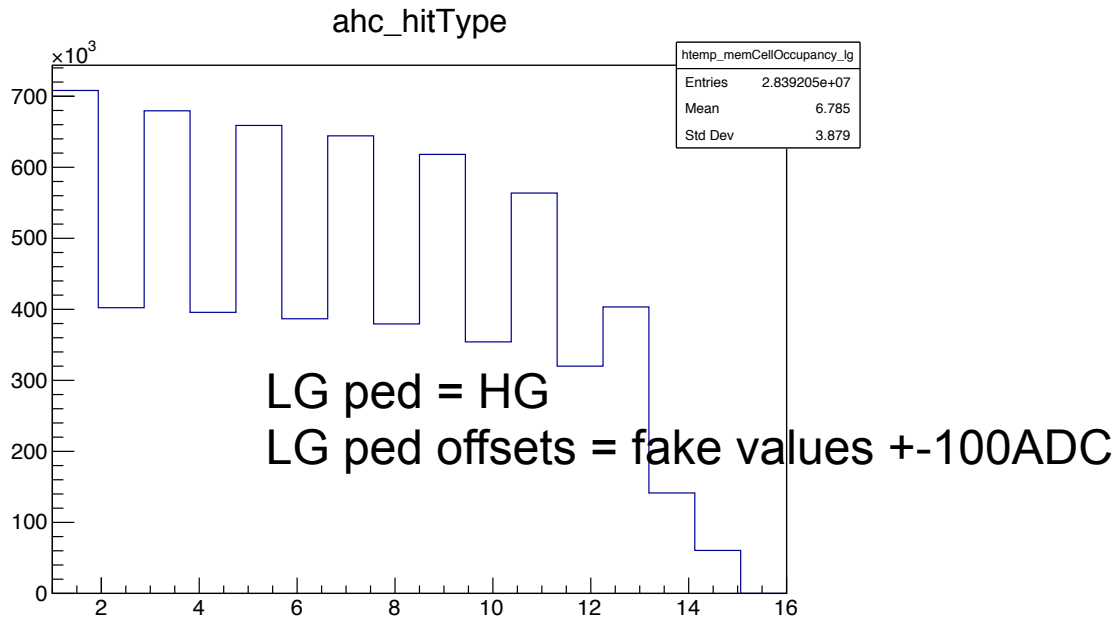 ahc_hitType
×10³
htemp_memCellOccupancy_lg
Entries 2.839205e+07
Mean 6.785
Std Dev 3.879
700
600
500
400
300
200
100
0
LG ped = HG
LG ped offsets = fake values +-100ADC
2 4 6 8 10 12 14 16